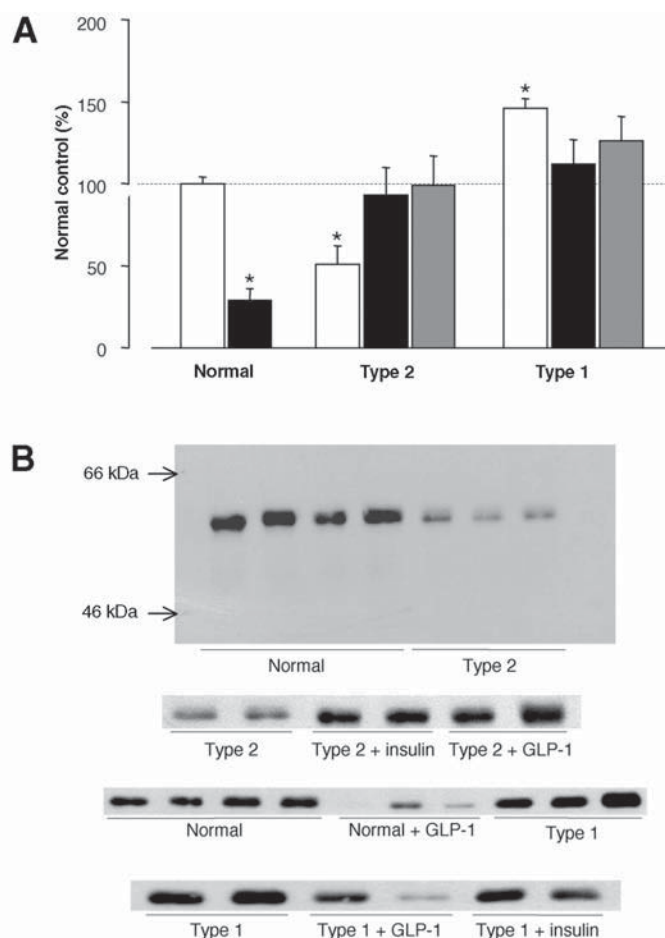 A
200
150
100
50
0
Normal control (%)
*
*
*
Normal Type 2 Type 1
B
66 kDa
46 kDa
Normal Type 2
Type 2 Type 2 + insulin Type 2 + GLP-1
Normal Normal + GLP-1 Type 1
Type 1 Type 1 + GLP-1 Type 1 + insulin